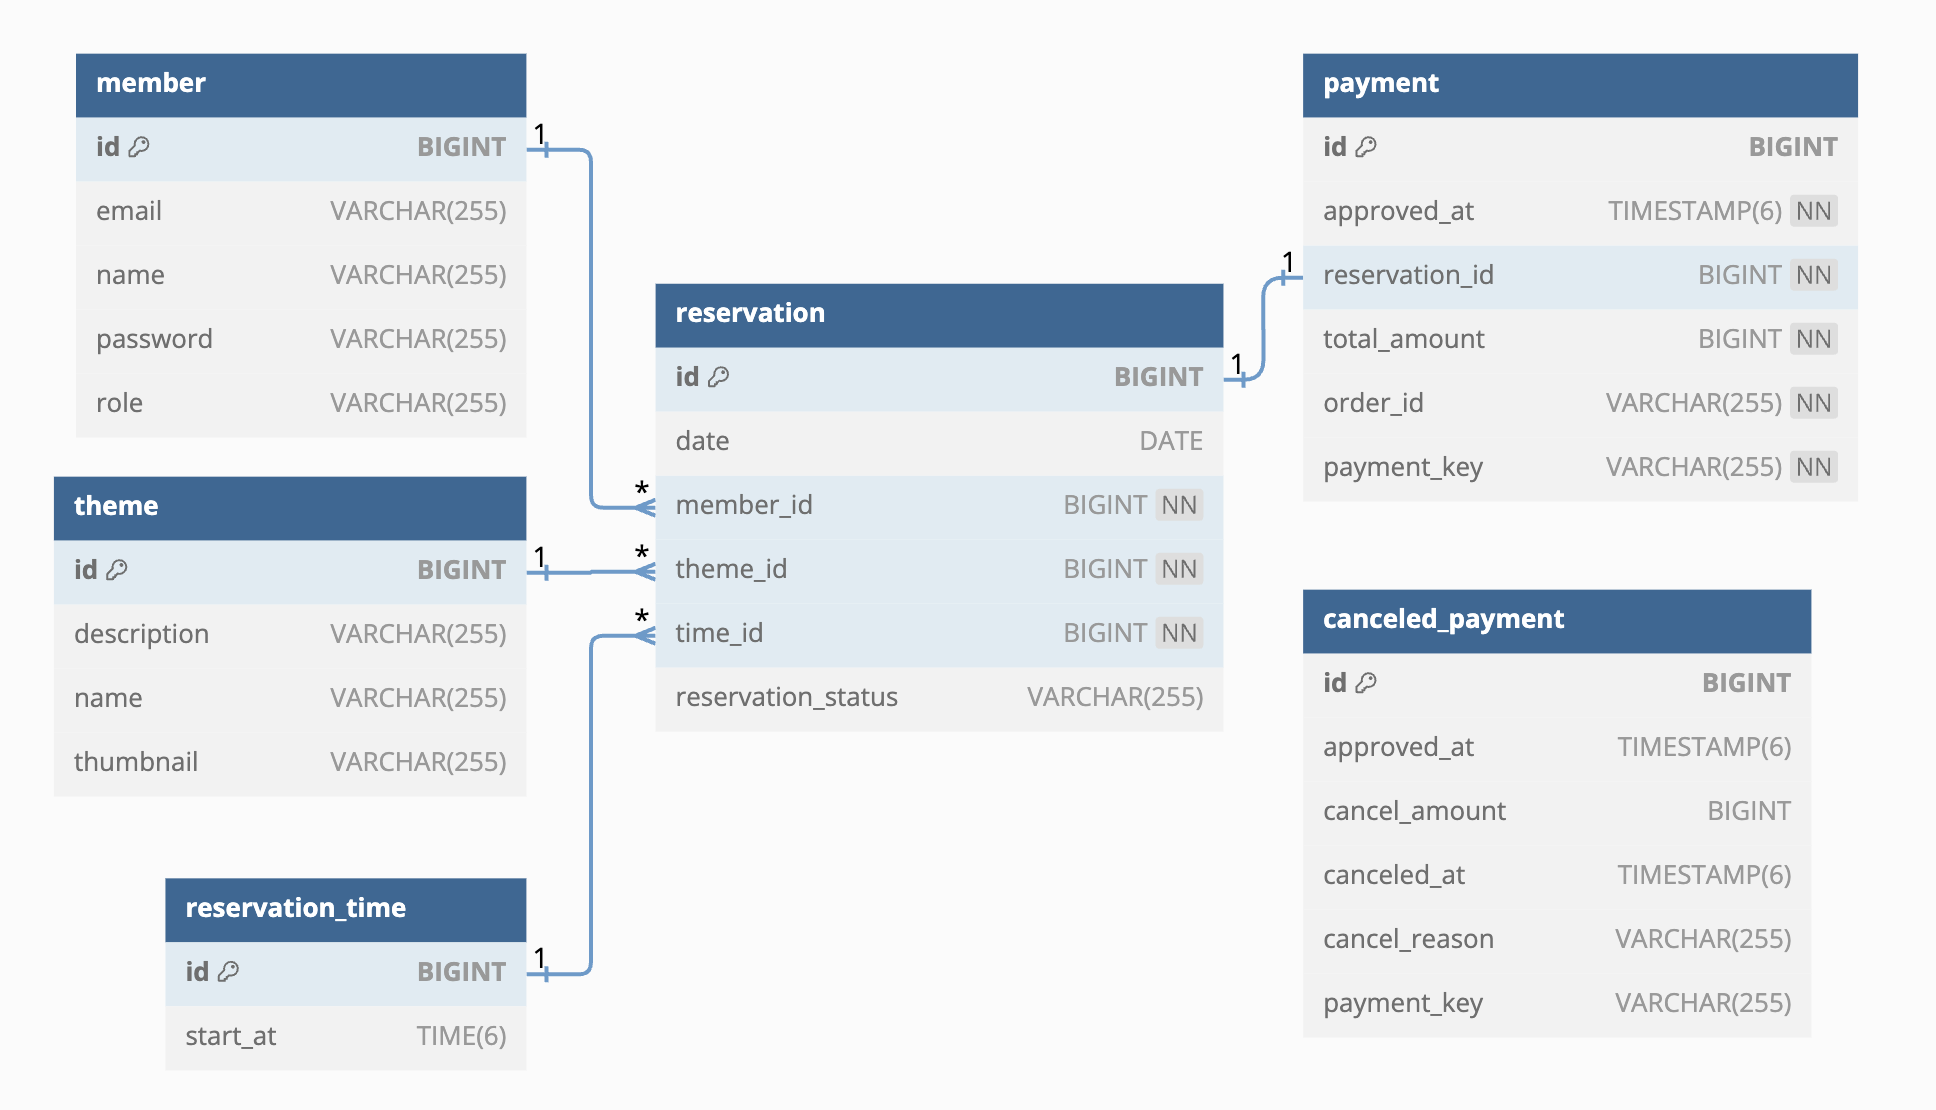 member
id BIGINT
email VARCHAR(255)
name VARCHAR(255)
password VARCHAR(255)
role VARCHAR(255)
1
theme
id BIGINT
description VARCHAR(255)
name VARCHAR(255)
thumbnail VARCHAR(255)
1
reservation_time
id BIGINT
start_at TIME(6)
1
reservation
id BIGINT
date DATE
* member_id BIGINT NN
* theme_id BIGINT NN
* time_id BIGINT NN
reservation_status VARCHAR(255)
1
payment
id BIGINT
approved_at TIMESTAMP(6) NN
1 reservation_id BIGINT NN
total_amount BIGINT NN
order_id VARCHAR(255) NN
payment_key VARCHAR(255) NN
canceled_payment
id BIGINT
approved_at TIMESTAMP(6)
cancel_amount BIGINT
canceled_at TIMESTAMP(6)
cancel_reason VARCHAR(255)
payment_key VARCHAR(255)